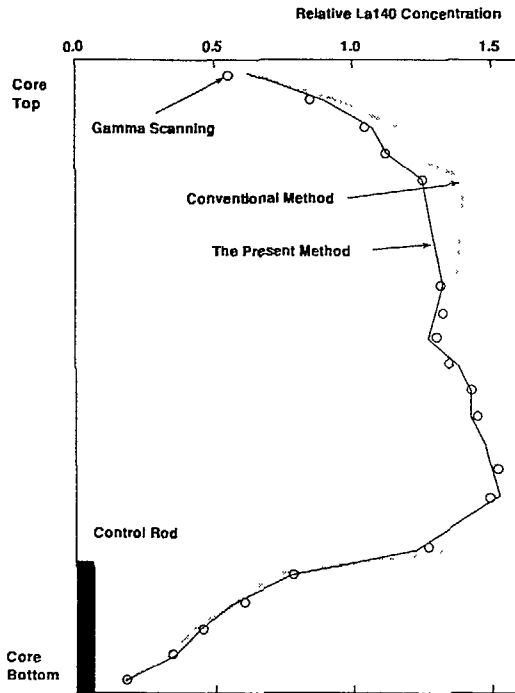 Relative La140 Concentration
0.0 0.5 1.0 1.5
Core
Top
Gamma Scanning
Conventional Method
The Present Method
Control Rod
Core
Bottom